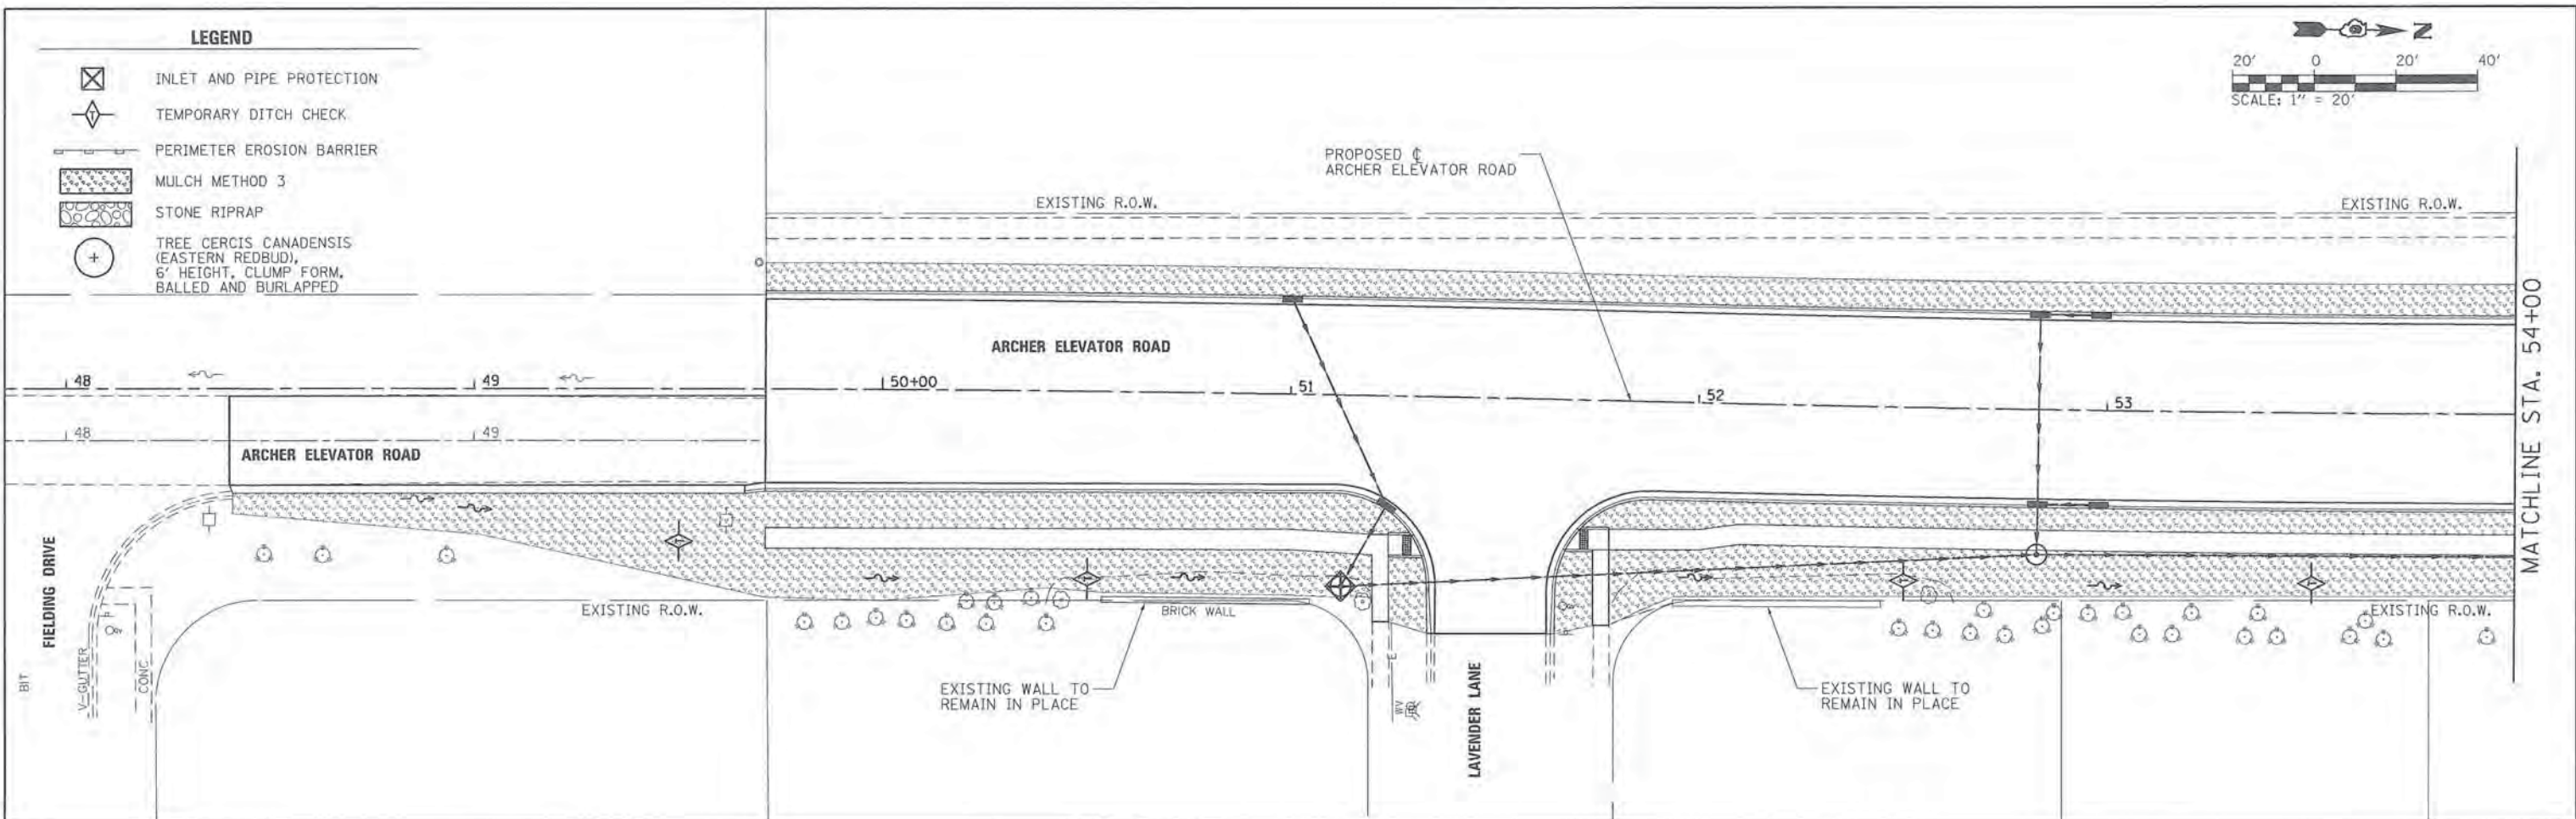 LEGEND
INLET AND PIPE PROTECTION
T
TEMPORARY DITCH CHECK
PERIMETER EROSION BARRIER
MULCH METHOD 3
STONE RIPRAP
TREE CERCIS CANADENSIS
(EASTERN REDBUD),
6' HEIGHT, CLUMP FORM,
BALLED AND BURLAPPED
N
20' 0 20' 40'
SCALE: 1" = 20'
PROPOSED ℄
ARCHER ELEVATOR ROAD
EXISTING R.O.W.
EXISTING R.O.W.
ARCHER ELEVATOR ROAD
48 49 50+00 51 52 53
48 49
ARCHER ELEVATOR ROAD
MATCHLINE STA. 54+00
T
T
T
T
FIELDING DRIVE
BIT
V-GUTTER
CONC
EXISTING R.O.W.
BRICK WALL
EXISTING R.O.W.
EXISTING WALL TO
REMAIN IN PLACE
E
WV
LAVENDER LANE
EXISTING WALL TO
REMAIN IN PLACE